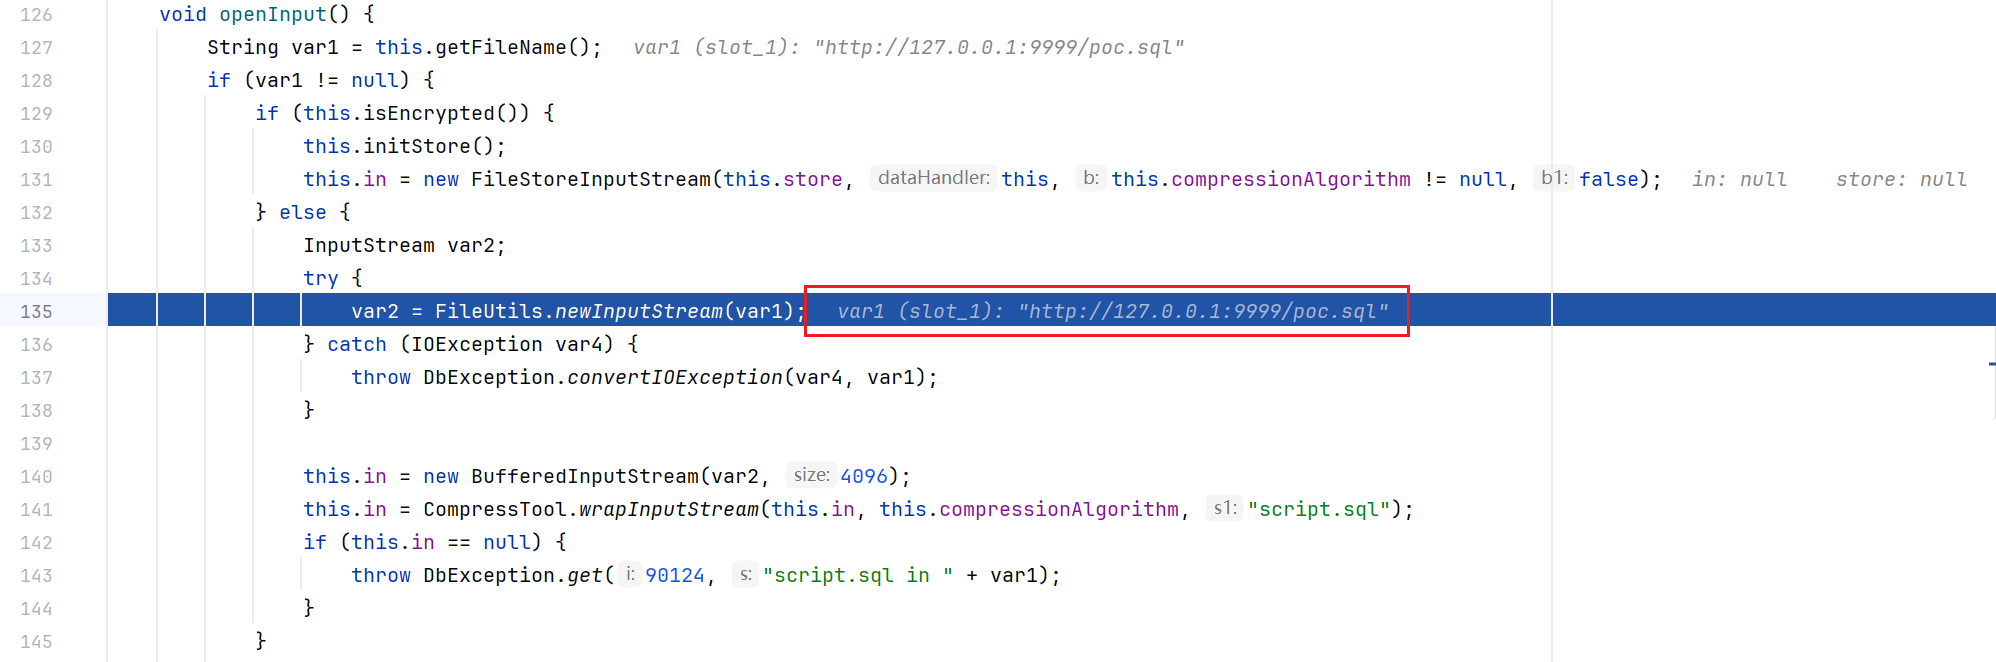 126 void openInput() {
127 String var1 = this.getFileName(); var1 (slot_1): "http://127.0.0.1:9999/poc.sql"
128 if (var1 != null) {
129 if (this.isEncrypted()) {
130 this.initStore();
131 this.in = new FileStoreInputStream(this.store, dataHandler: this, b: this.compressionAlgorithm != null, b1: false); in: null store: null
132 } else {
133 InputStream var2;
134 try {
135 var2 = FileUtils.newInputStream(var1); var1 (slot_1): "http://127.0.0.1:9999/poc.sql"
136 } catch (IOException var4) {
137 throw DbException.convertIOException(var4, var1);
138 }
139
140 this.in = new BufferedInputStream(var2, size: 4096);
141 this.in = CompressTool.wrapInputStream(this.in, this.compressionAlgorithm, s1: "script.sql");
142 if (this.in == null) {
143 throw DbException.get(i: 90124, s: "script.sql in " + var1);
144 }
145 }